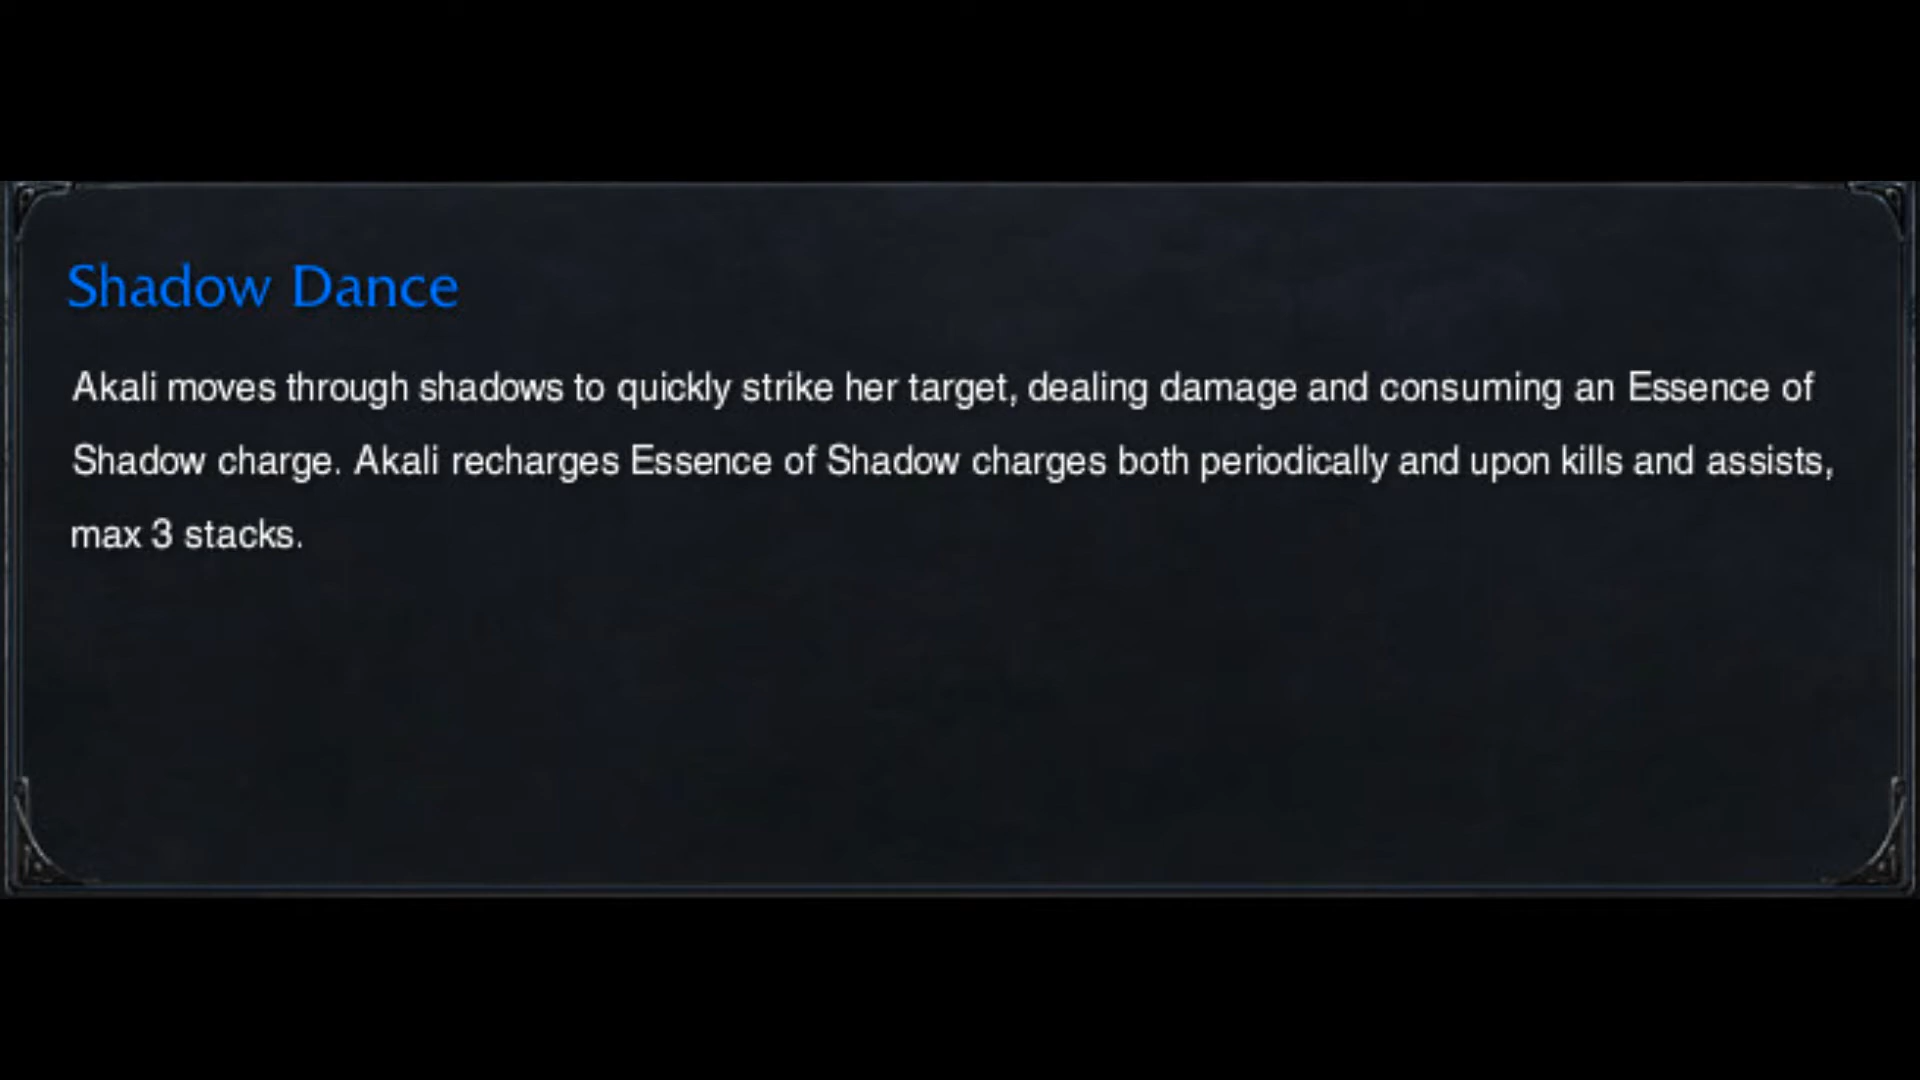 Shadow Dance
Akali moves through shadows to quickly strike her target, dealing damage and consuming an Essence of
Shadow charge. Akali recharges Essence of Shadow charges both periodically and upon kills and assists,
max 3 stacks.